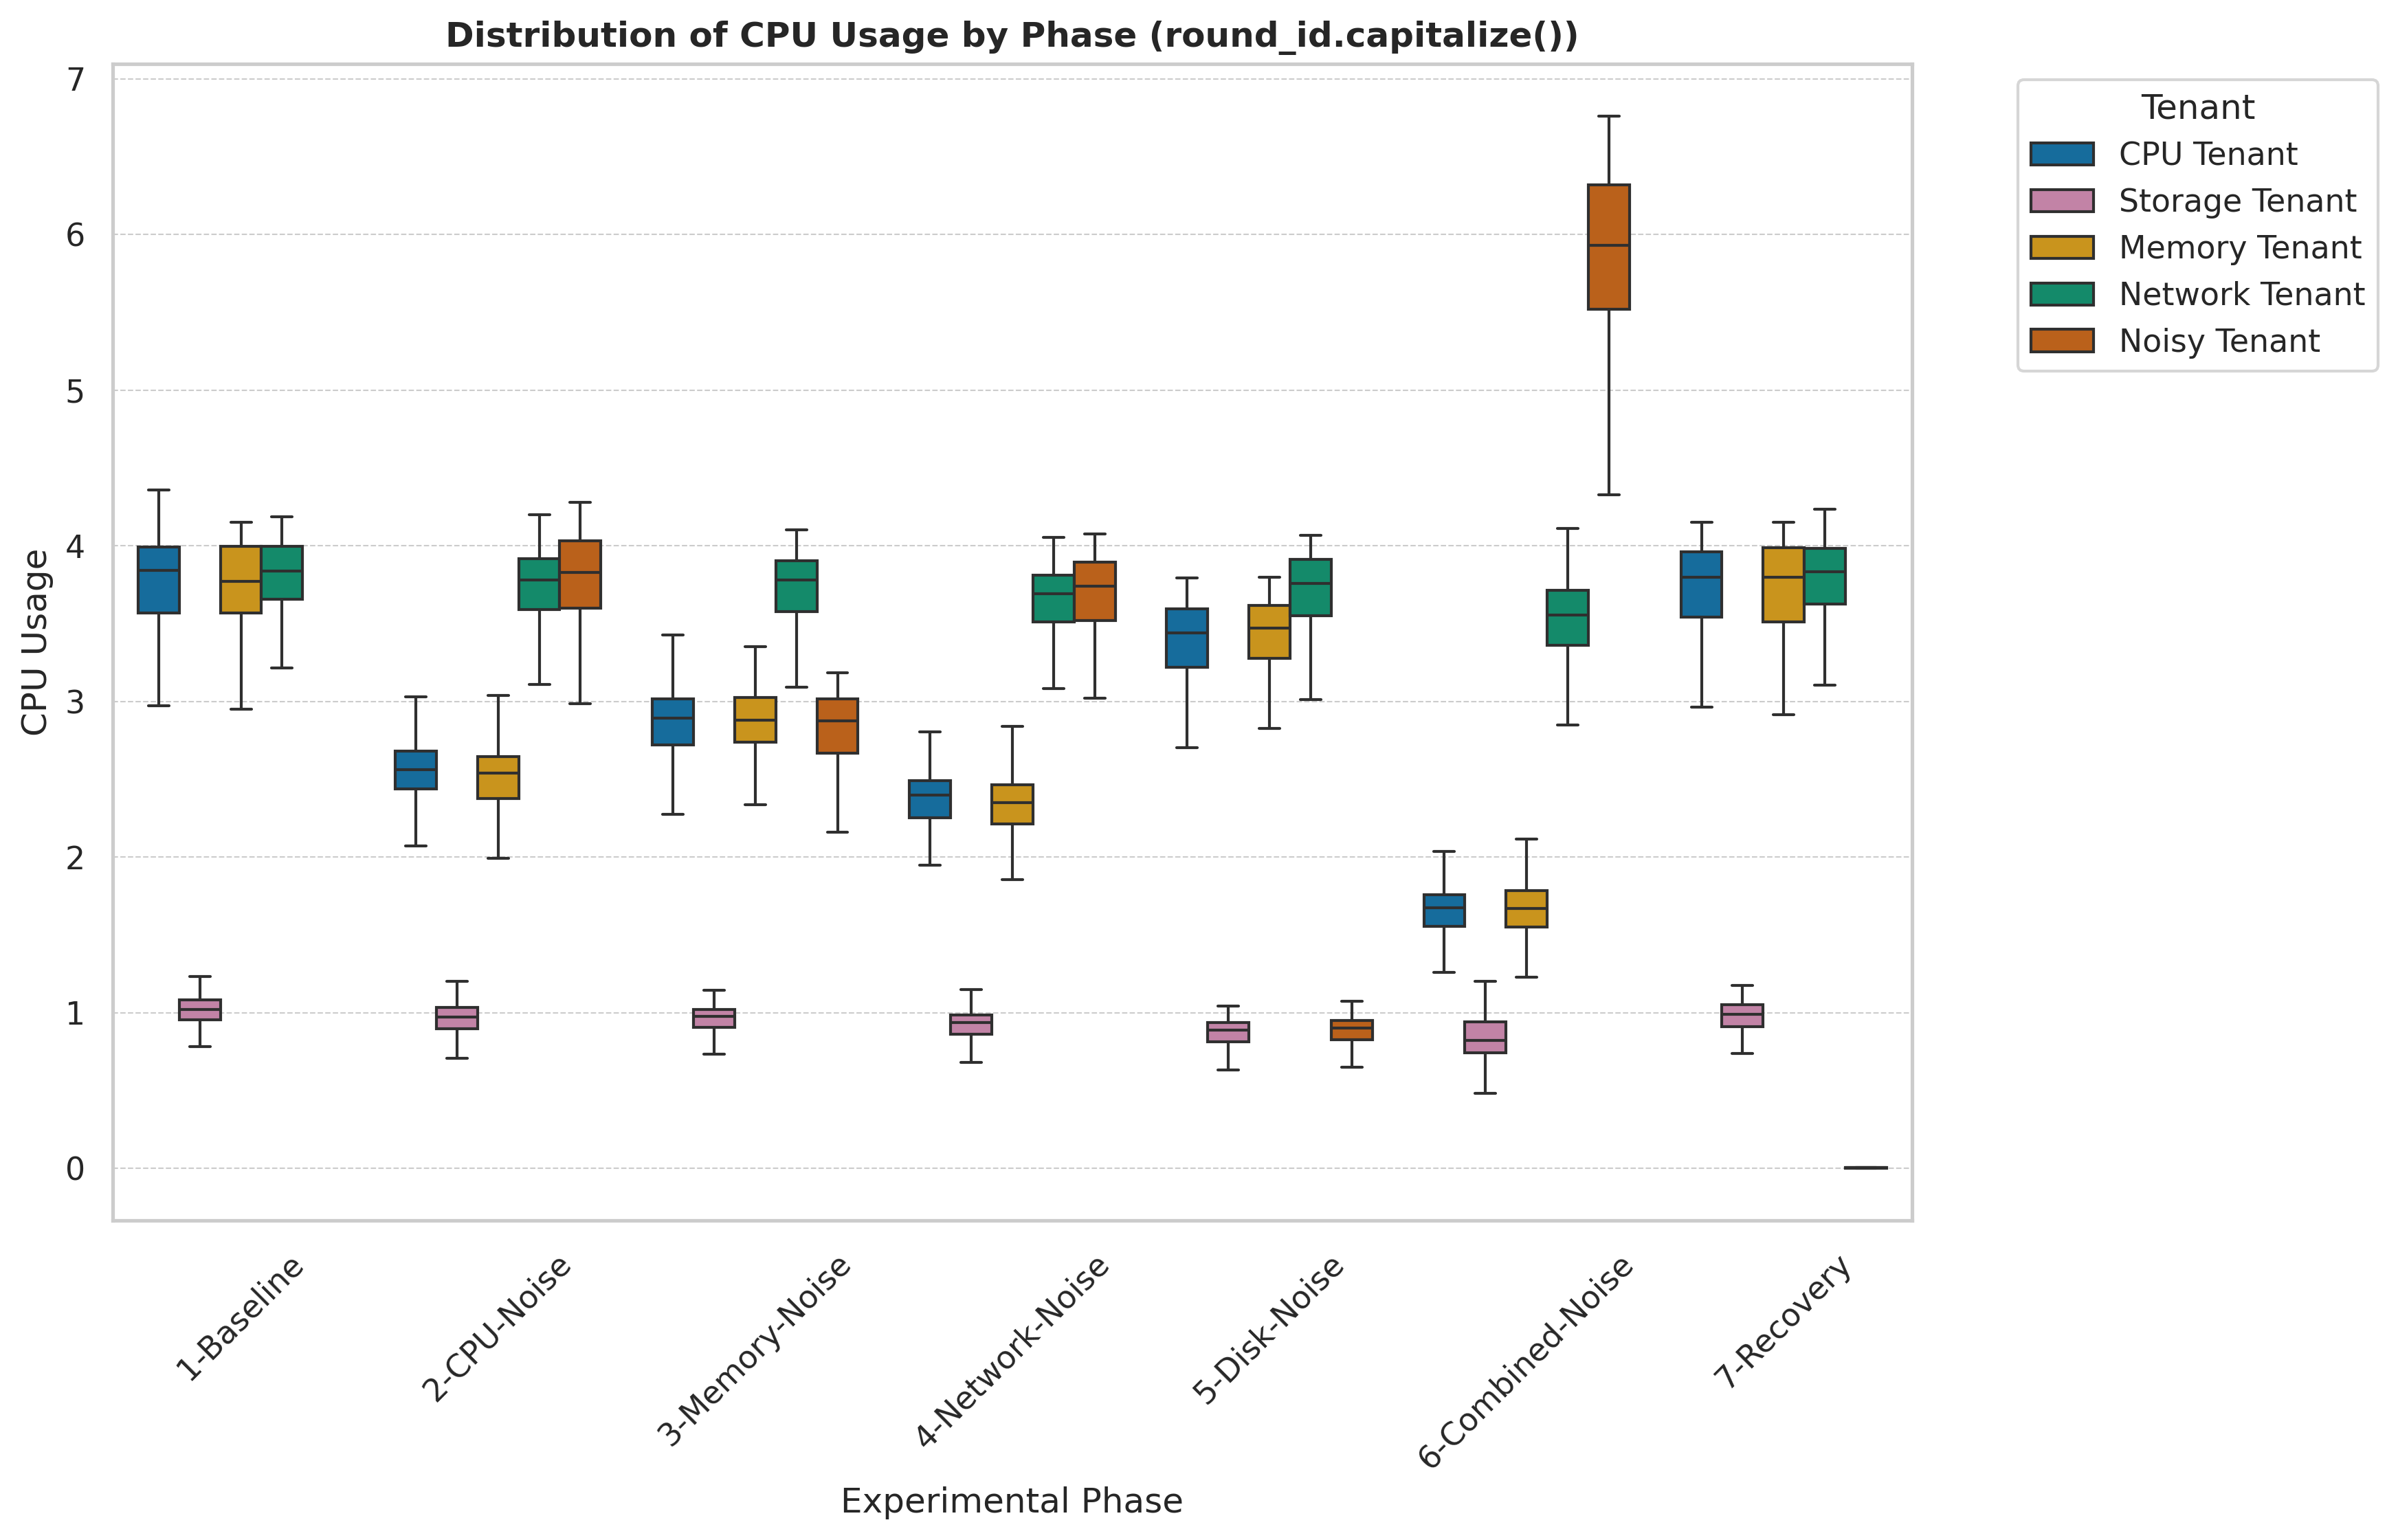 Distribution of CPU Usage by Phase (round_id.capitalize())
CPU Usage
7
6
5
4
3
2
1
0
1-Baseline
2-CPU-Noise
3-Memory-Noise
4-Network-Noise
5-Disk-Noise
6-Combined-Noise
7-Recovery
Experimental Phase
Tenant
CPU Tenant
Storage Tenant
Memory Tenant
Network Tenant
Noisy Tenant